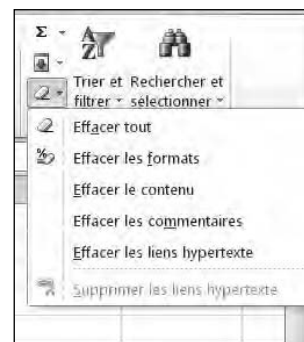 Σ
A
Z
Trier et Rechercher et
filtrer sélectionner
Effacer tout
Effacer les formats
Effacer le contenu
Effacer les commentaires
Effacer les liens hypertexte
Supprimer les liens hypertexte